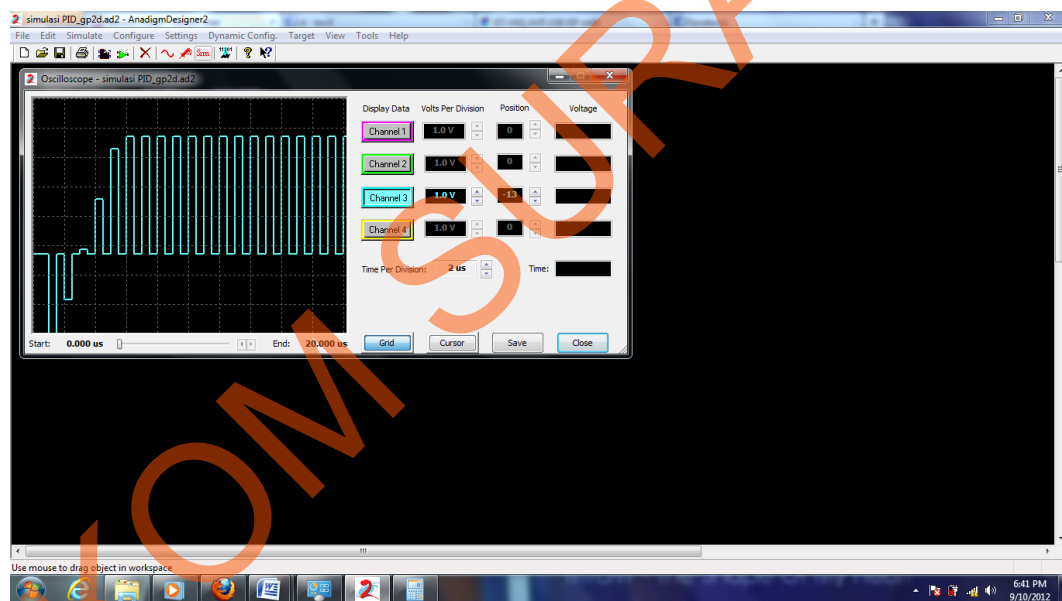 simulasi PID_gp2d.ad2 - AnadigmDesigner2
File Edit Simulate Configure Settings Dynamic Config. Target View Tools Help
Oscilloscope - simulasi PID_gp2d.ad2
Display Data Volts Per Division Position Voltage
Channel 1 1.0 V 0
Channel 2 1.0 V 0
Channel 3 1.0 V -13
Channel 4 1.0 V 0
Time Per Division: 2 us Time:
Start: 0.000 us End: 20.000 us Grid Cursor Save Close
Use mouse to drag object in workspace
6:41 PM
9/10/2012
KOM SURA